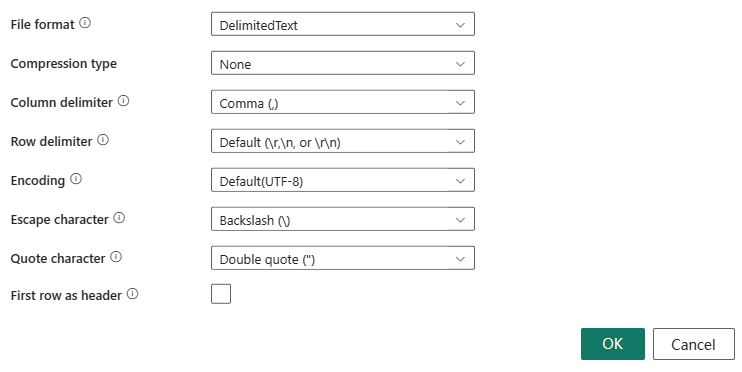 File format DelimitedText
Compression type None
Column delimiter Comma (,)
Row delimiter Default (\r,\n, or \r\n)
Encoding Default(UTF-8)
Escape character Backslash (\)
Quote character Double quote (")
First row as header
OK Cancel